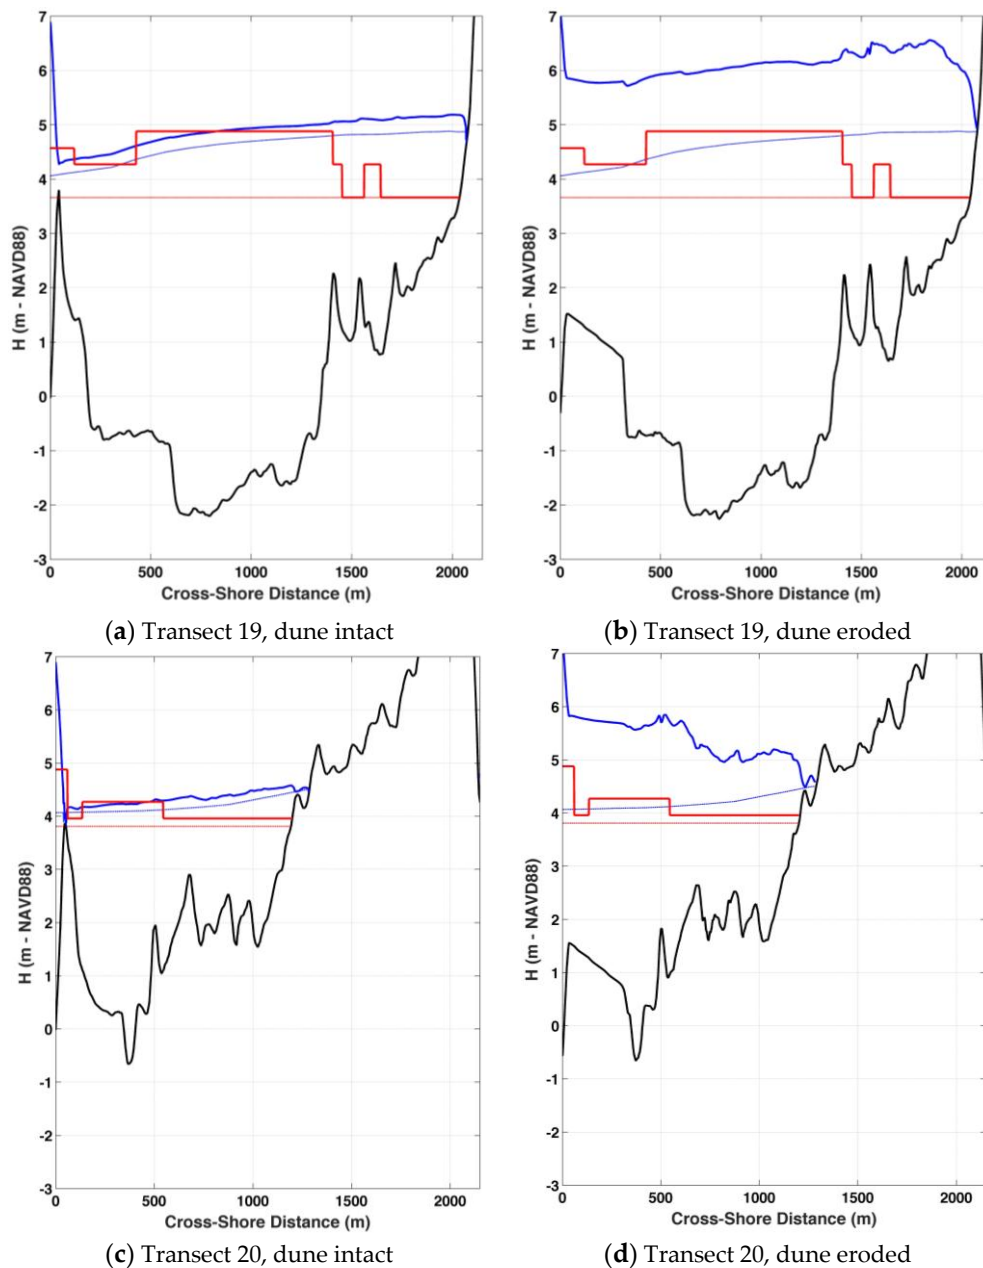 7
6
5
4
3
2
1
0
-1
-2
-3
H (m - NAVD88)
0 500 1000 1500 2000
Cross-Shore Distance (m)
(a) Transect 19, dune intact
7
6
5
4
3
2
1
0
-1
-2
-3
H (m - NAVD88)
0 500 1000 1500 2000
Cross-Shore Distance (m)
(b) Transect 19, dune eroded
7
6
5
4
3
2
1
0
-1
-2
-3
H (m - NAVD88)
0 500 1000 1500 2000
Cross-Shore Distance (m)
(c) Transect 20, dune intact
7
6
5
4
3
2
1
0
-1
-2
-3
H (m - NAVD88)
0 500 1000 1500 2000
Cross-Shore Distance (m)
(d) Transect 20, dune eroded